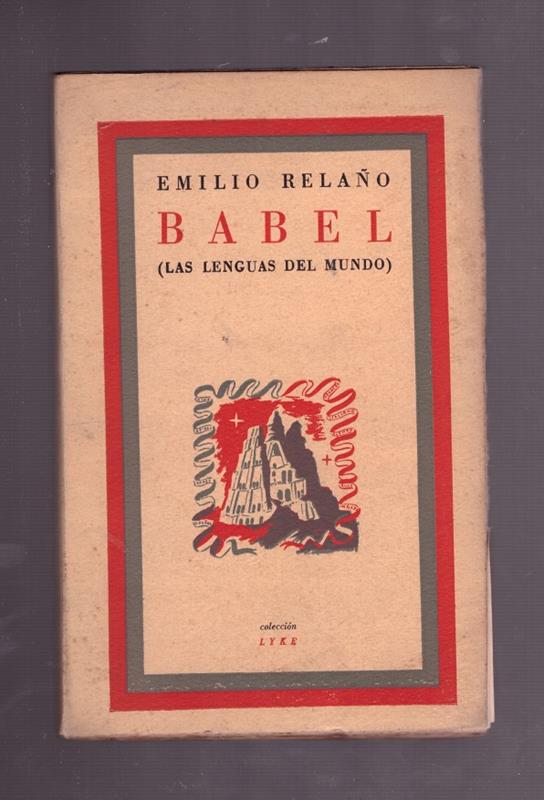 EMILIO RELAÑO
BABEL
(LAS LENGUAS DEL MUNDO)
colección
LYKE